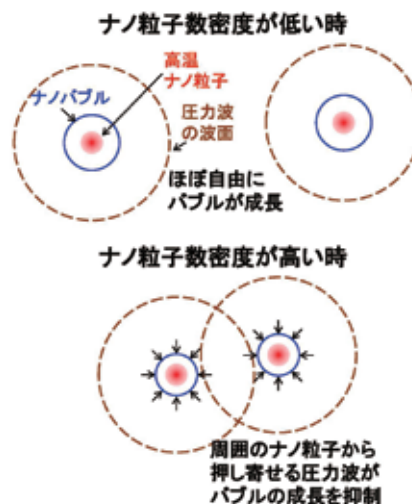 ナノ粒子数密度が低い時
高温
ナノ粒子
ナノバブル
圧力波
の波面
ほぼ自由に
バブルが成長
ナノ粒子数密度が高い時
周囲のナノ粒子から
押し寄せる圧力波が
バブルの成長を抑制